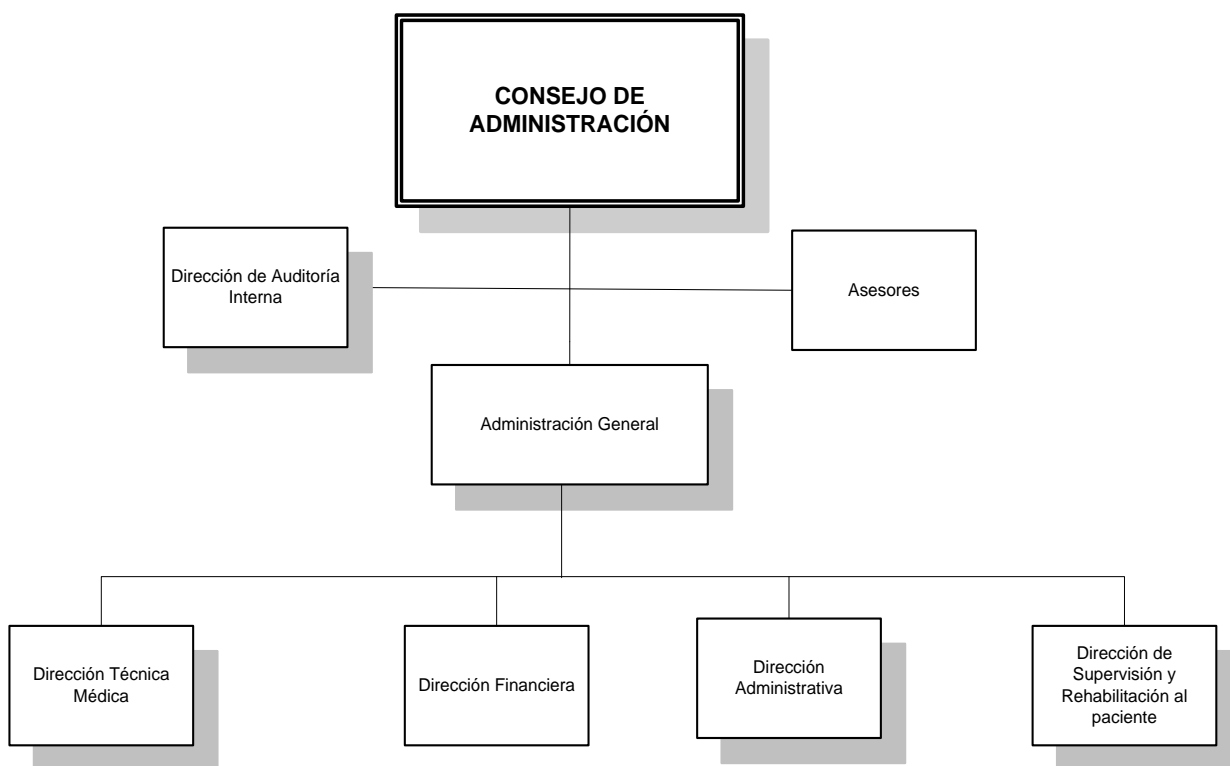 CONSEJO DE
ADMINISTRACIÓN
Dirección de Auditoría
Interna
Asesores
Administración General
Dirección Técnica
Médica
Dirección Financiera
Dirección
Administrativa
Dirección de
Supervisión y
Rehabilitación al
paciente